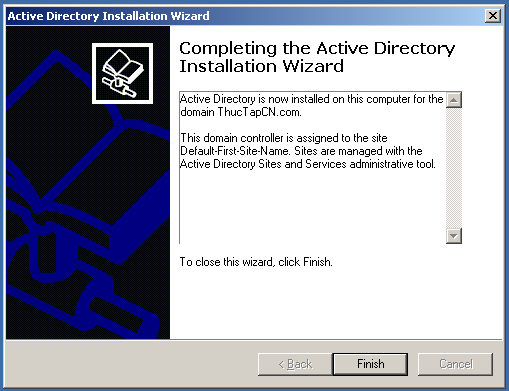 Active Directory Installation Wizard
Completing the Active Directory
Installation Wizard
Active Directory is now installed on this computer for the
domain ThucTapCN.com.
This domain controller is assigned to the site
Default-First-Site-Name. Sites are managed with the
Active Directory Sites and Services administrative tool.
To close this wizard, click Finish.
< Back
Finish
Cancel